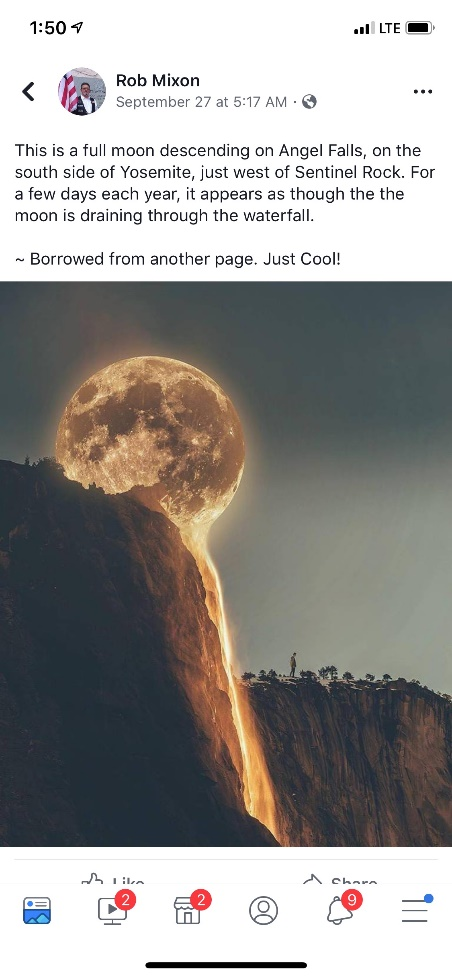 1:50
LTE
Rob Mixon
September 27 at 5:17 AM ·
This is a full moon descending on Angel Falls, on the
south side of Yosemite, just west of Sentinel Rock. For
a few days each year, it appears as though the the
moon is draining through the waterfall.
~ Borrowed from another page. Just Cool!
Like
Share
2
2
9